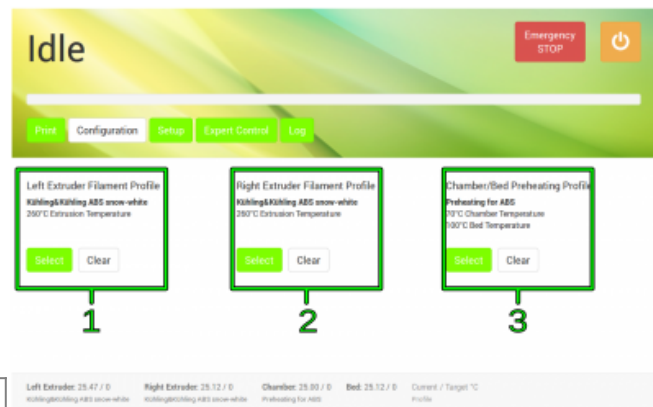 Idle
Emergency
STOP
Print Configuration Setup Expert Control Log
Left Extruder Filament Profile
Kühling&Kühling ABS snow-white
260°C Extrusion Temperature
Select Clear
Right Extruder Filament Profile
Kühling&Kühling ABS snow-white
260°C Extrusion Temperature
Select Clear
Chamber/Bed Preheating Profile
Preheating for ABS
70°C Chamber Temperature
100°C Bed Temperature
Select Clear
1
2
3
Left Extruder: 25.47 / 0 Right Extruder: 25.12 / 0 Chamber: 25.00 / 0 Bed: 25.12 / 0 Current / Target °C
Kühling&Kühling ABS snow-white Kühling&Kühling ABS snow-white Preheating for ABS Profile